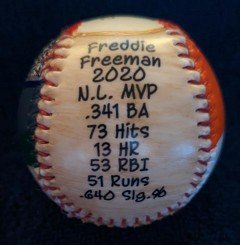 Freddie
Freeman
2020
N.L. MVP
.341 BA
73 Hits
13 HR
53 RBI
51 Runs
.640 Slg.%